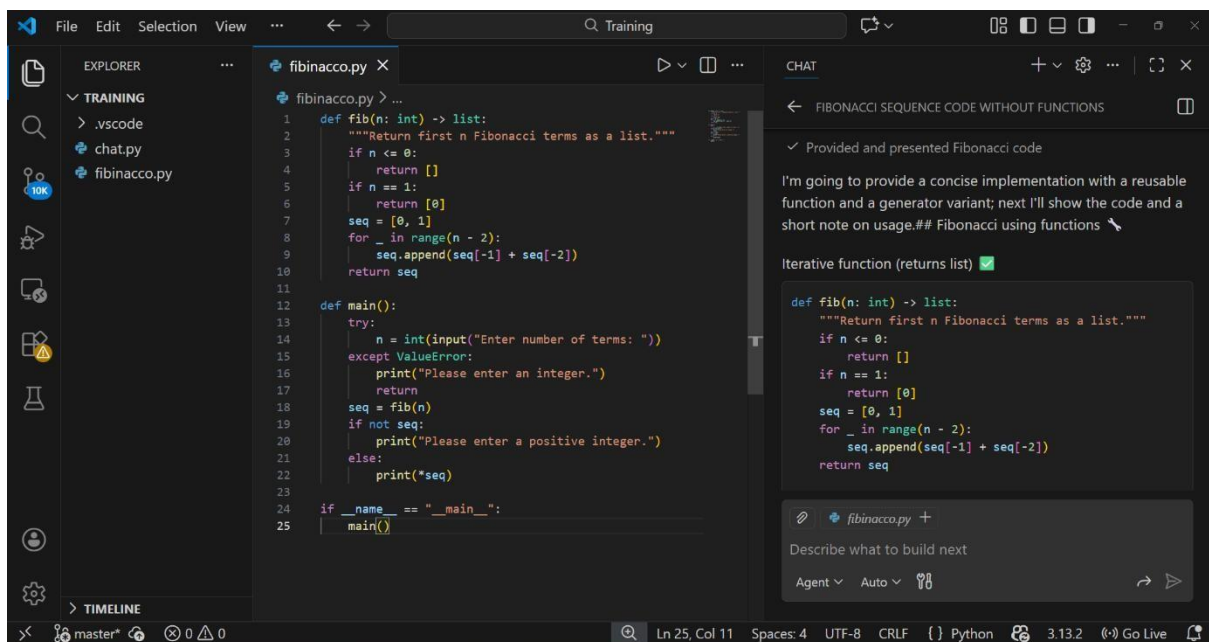 File Edit Selection View ··· Training
EXPLORER ···
TRAINING
.vscode
chat.py
fibinacco.py
TIMELINE
10K
fibinacco.py
fibinacco.py > ...
1 def fib(n: int) -> list:
2 """Return first n Fibonacci terms as a list."""
3 if n <= 0:
4 return []
5 if n == 1:
6 return [0]
7 seq = [0, 1]
8 for _ in range(n - 2):
9 seq.append(seq[-1] + seq[-2])
10 return seq
11
12 def main():
13 try:
14 n = int(input("Enter number of terms: "))
15 except ValueError:
16 print("Please enter an integer.")
17 return
18 seq = fib(n)
19 if not seq:
20 print("Please enter a positive integer.")
21 else:
22 print(*seq)
23
24 if __name__ == "__main__":
25 main()
CHAT
FIBONACCI SEQUENCE CODE WITHOUT FUNCTIONS
Provided and presented Fibonacci code
I'm going to provide a concise implementation with a reusable
function and a generator variant; next I'll show the code and a
short note on usage.## Fibonacci using functions 🔧
Iterative function (returns list) ✅
def fib(n: int) -> list:
"""Return first n Fibonacci terms as a list."""
if n <= 0:
return []
if n == 1:
return [0]
seq = [0, 1]
for _ in range(n - 2):
seq.append(seq[-1] + seq[-2])
return seq
fibinacco.py +
Describe what to build next
Agent Auto
master* 0 0 Ln 25, Col 11 Spaces: 4 UTF-8 CRLF { } Python 3.13.2 Go Live